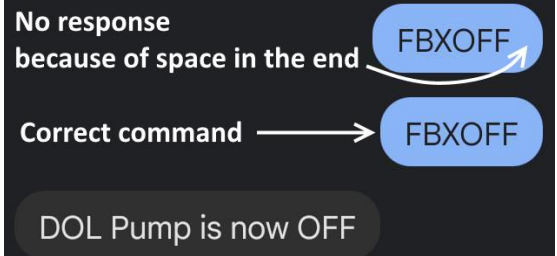 No response
because of space in the end
FBXOFF
Correct command
FBXOFF
DOL Pump is now OFF